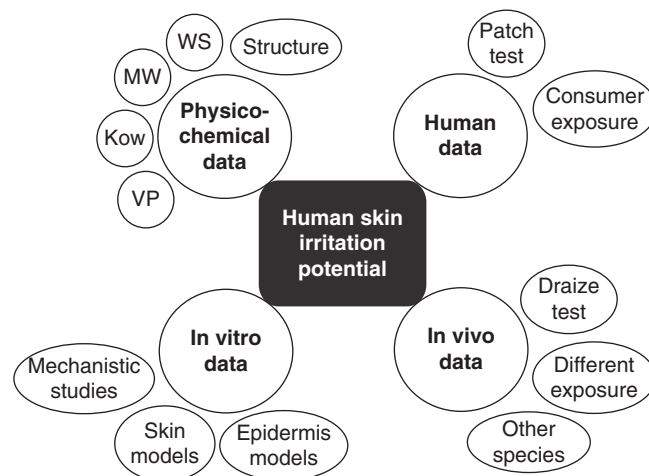 WS
Structure
MW
Kow
VP
Physico-
chemical
data
Patch
test
Consumer
exposure
Human
data
Human skin
irritation
potential
In vitro
data
Mechanistic
studies
Skin
models
Epidermis
models
In vivo
data
Draize
test
Different
exposure
Other
species